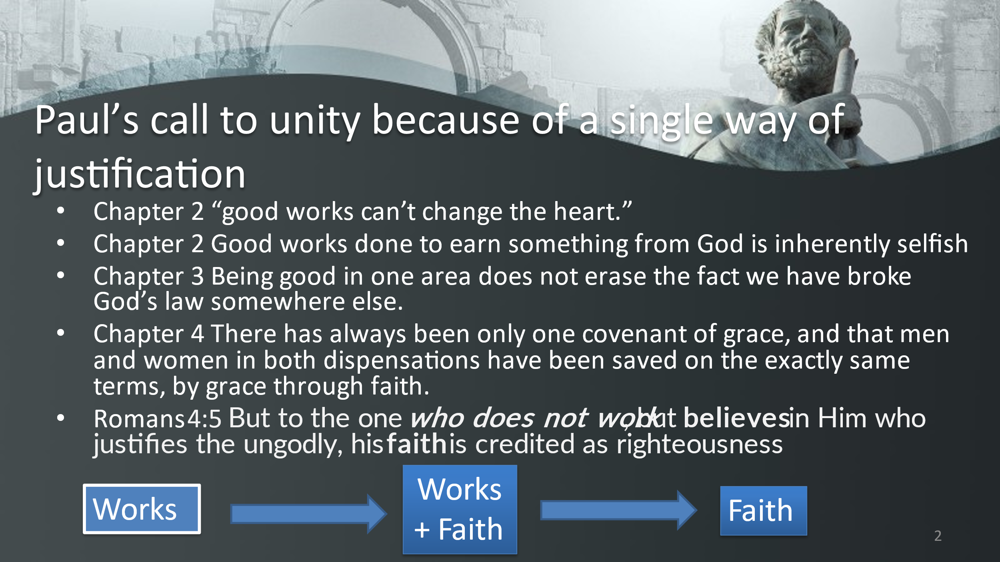 Paul’s call to unity because of a single way of
justification
• Chapter 2 “good works can’t change the heart.”
• Chapter 2 Good works done to earn something from God is inherently selfish
• Chapter 3 Being good in one area does not erase the fact we have broke
God’s law somewhere else.
• Chapter 4 There has always been only one covenant of grace, and that men
and women in both dispensations have been saved on the exactly same
terms, by grace through faith.
• Romans 4:5 But to the one who does not work, but believes in Him who
justifies the ungodly, his faith is credited as righteousness
Works
Works
+ Faith
Faith
2